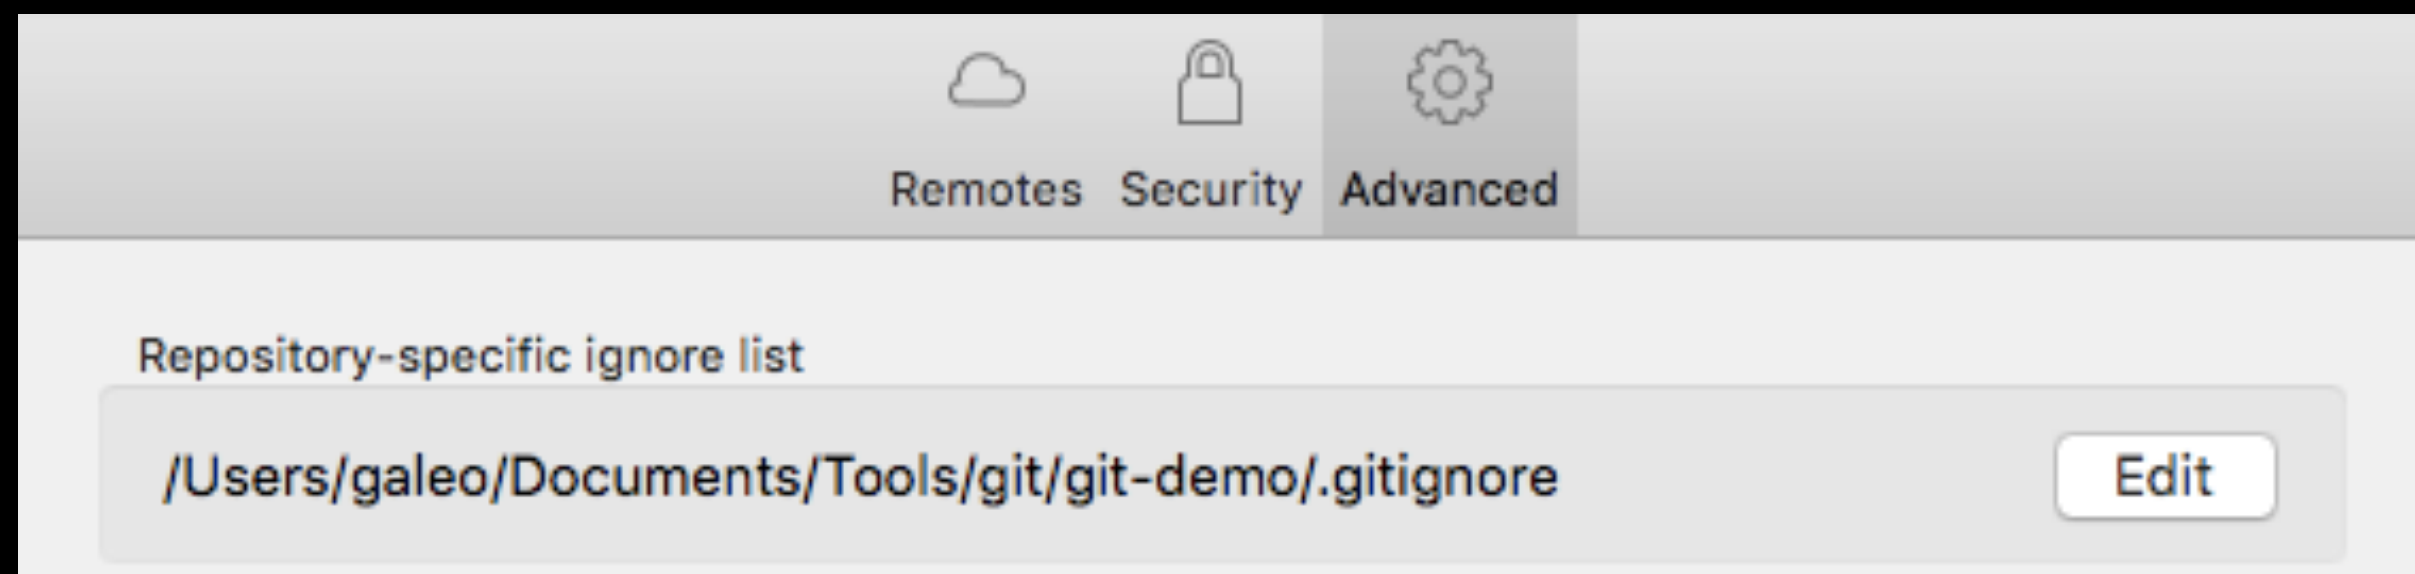 Remotes Security Advanced
Repository-specific ignore list
/Users/galeo/Documents/Tools/git/git-demo/.gitignore Edit